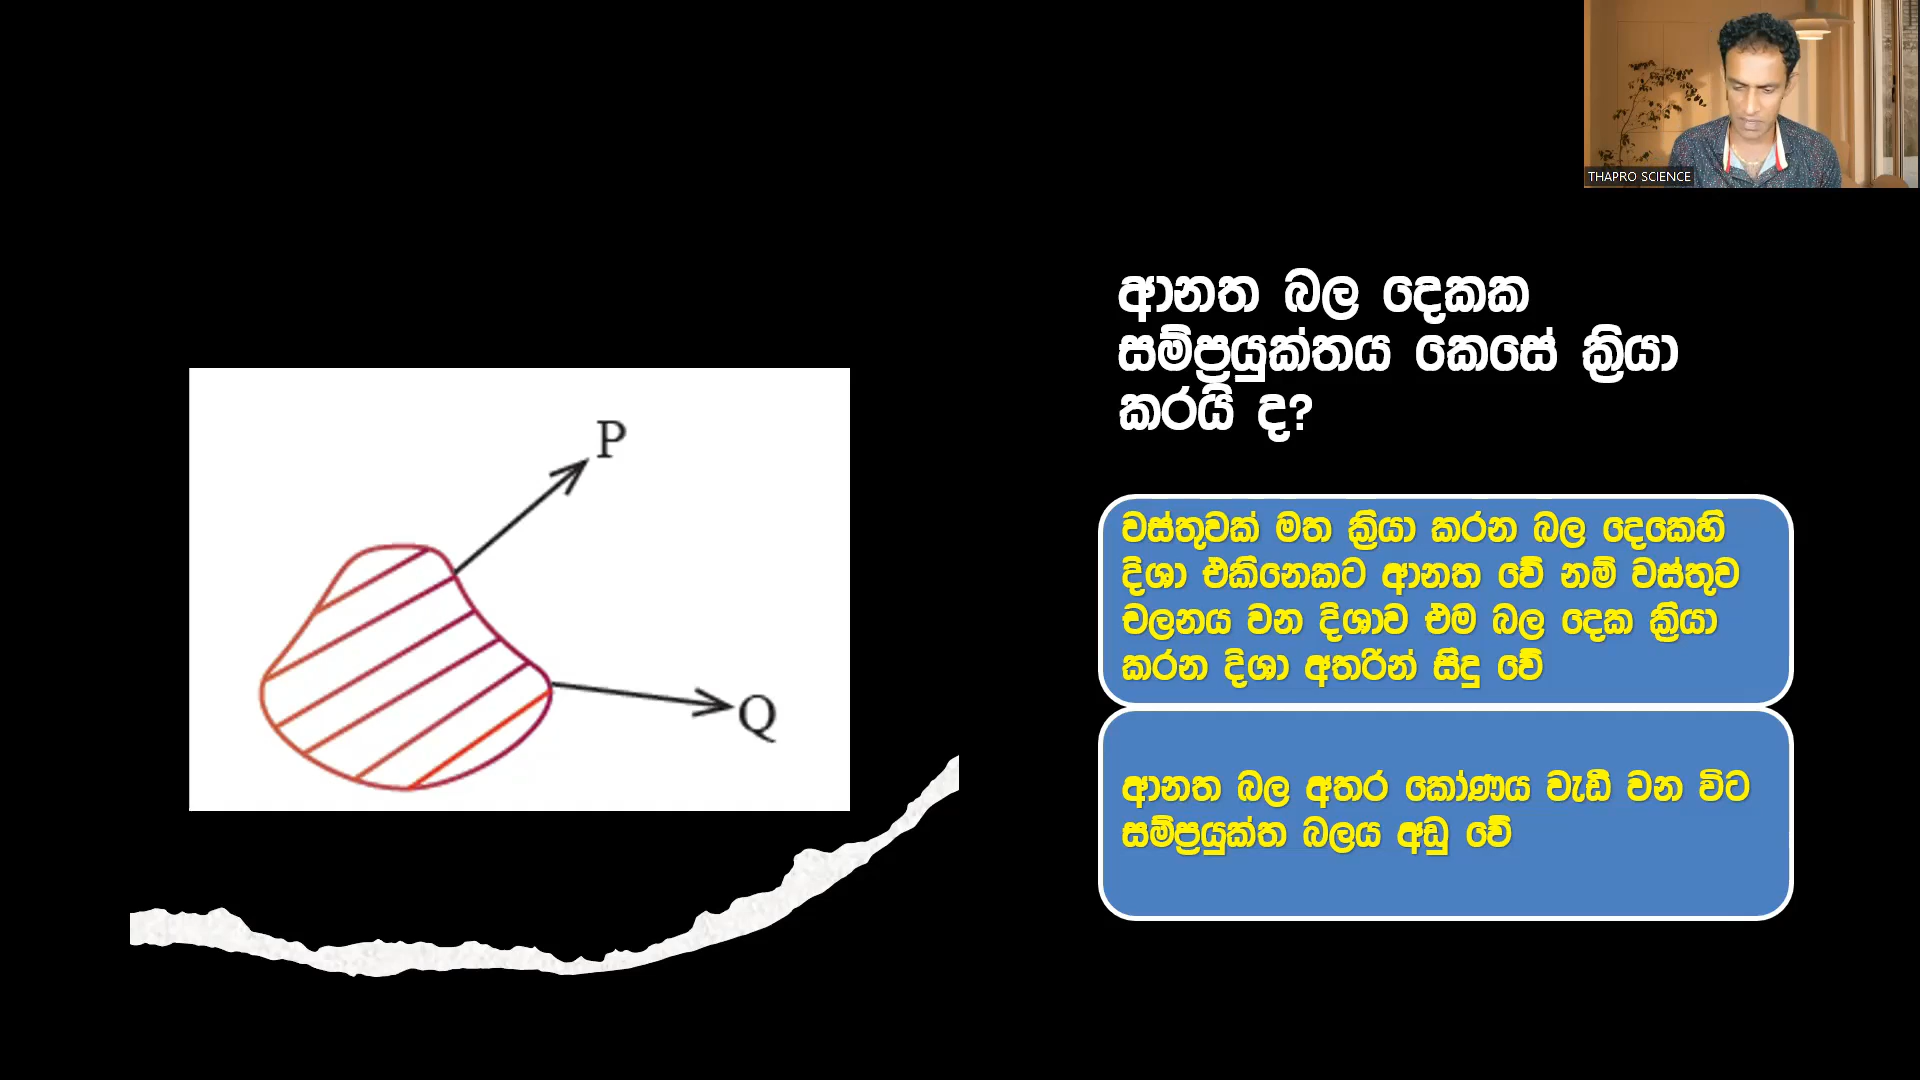 THAPRO SCIENCE
ආනත බල දෙකක
සම්ප්‍රයුක්තය කෙසේ ක්‍රියා
කරයි ද?
P
Q
වස්තුවක් මත ක්‍රියා කරන බල දෙකෙහි
දිශා එකිනෙකට ආනත වේ නම් වස්තුව
චලනය වන දිශාව එම බල දෙක ක්‍රියා
කරන දිශා අතරින් සිදු වේ
ආනත බල අතර කෝණය වැඩි වන විට
සම්ප්‍රයුක්ත බලය අඩු වේ